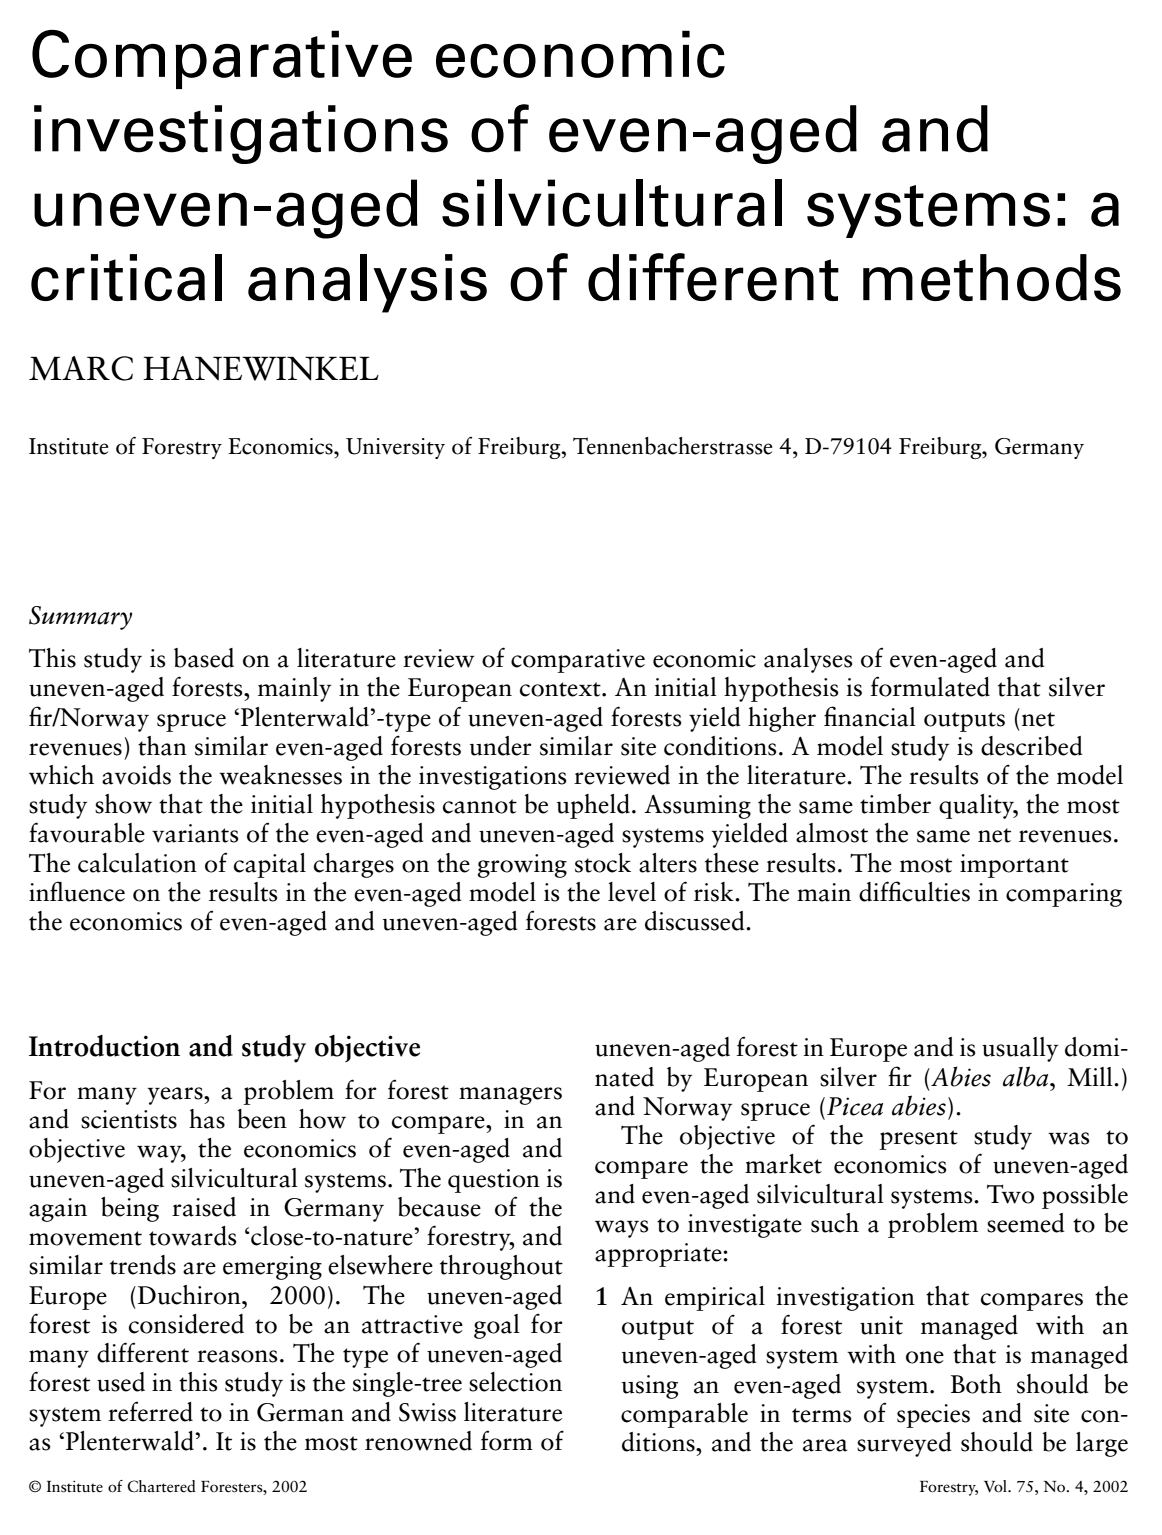 Comparative economic
investigations of even-aged and
uneven-aged silvicultural systems: a
critical analysis of different methods
MARC HANEWINKEL
Institute of Forestry Economics, University of Freiburg, Tennenbacherstrasse 4, D-79104 Freiburg, Germany
Summary
This study is based on a literature review of comparative economic analyses of even-aged and
uneven-aged forests, mainly in the European context. An initial hypothesis is formulated that silver
fir/Norway spruce ‘Plenterwald’-type of uneven-aged forests yield higher financial outputs (net
revenues) than similar even-aged forests under similar site conditions. A model study is described
which avoids the weaknesses in the investigations reviewed in the literature. The results of the model
study show that the initial hypothesis cannot be upheld. Assuming the same timber quality, the most
favourable variants of the even-aged and uneven-aged systems yielded almost the same net revenues.
The calculation of capital charges on the growing stock alters these results. The most important
influence on the results in the even-aged model is the level of risk. The main difficulties in comparing
the economics of even-aged and uneven-aged forests are discussed.
Introduction and study objective
For many years, a problem for forest managers
and scientists has been how to compare, in an
objective way, the economics of even-aged and
uneven-aged silvicultural systems. The question is
again being raised in Germany because of the
movement towards ‘close-to-nature’ forestry, and
similar trends are emerging elsewhere throughout
Europe (Duchiron, 2000). The uneven-aged
forest is considered to be an attractive goal for
many different reasons. The type of uneven-aged
forest used in this study is the single-tree selection
system referred to in German and Swiss literature
as ‘Plenterwald’. It is the most renowned form of
uneven-aged forest in Europe and is usually domi-
nated by European silver fir (Abies alba, Mill.)
and Norway spruce (Picea abies).
The objective of the present study was to
compare the market economics of uneven-aged
and even-aged silvicultural systems. Two possible
ways to investigate such a problem seemed to be
appropriate:
1 An empirical investigation that compares the
output of a forest unit managed with an
uneven-aged system with one that is managed
using an even-aged system. Both should be
comparable in terms of species and site con-
ditions, and the area surveyed should be large
© Institute of Chartered Foresters, 2002
Forestry, Vol. 75, No. 4, 2002